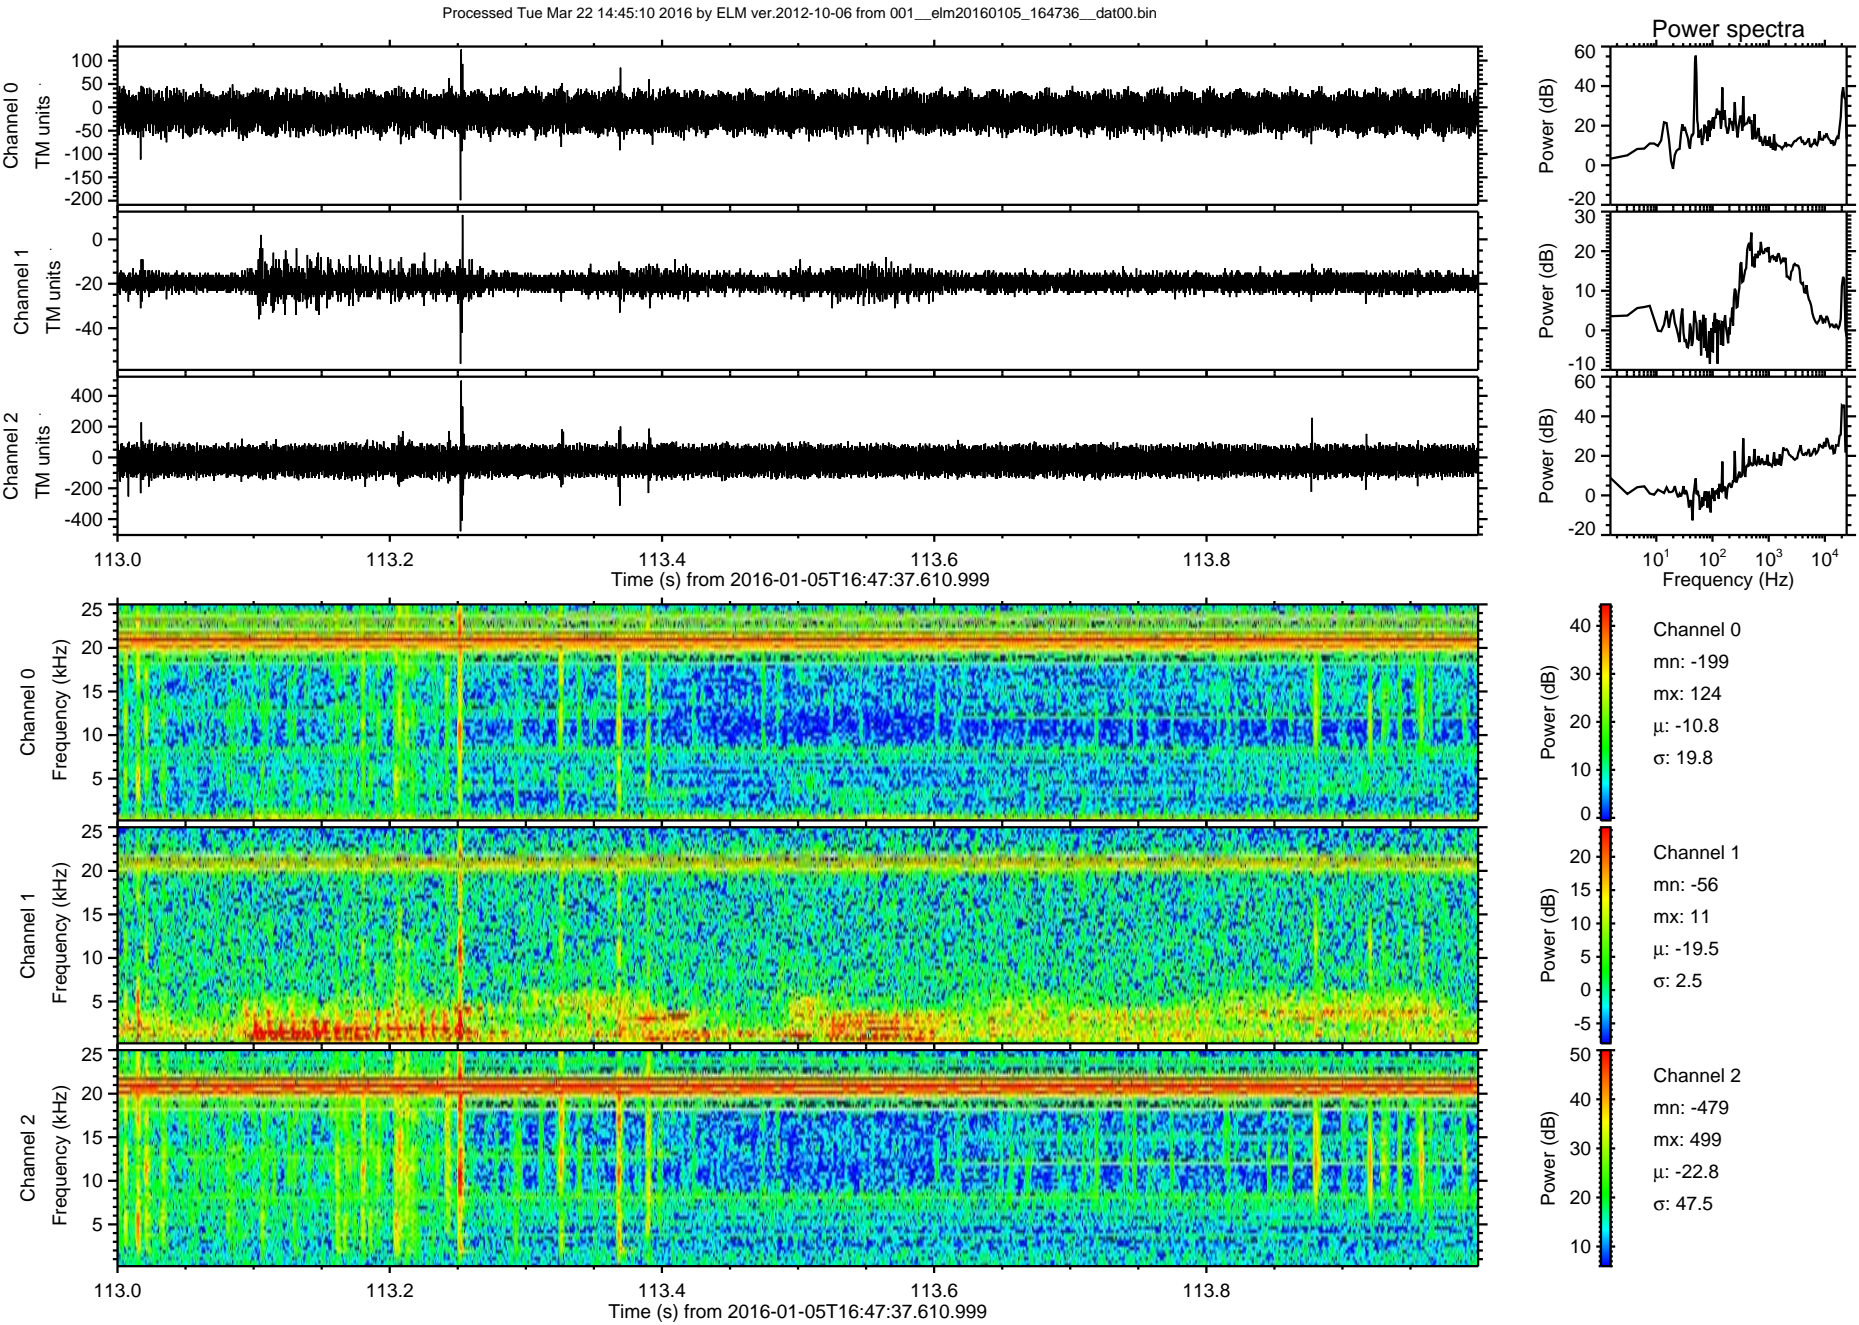 Processed Tue Mar 22 14:45:10 2016 by ELM ver.2012-10-06 from 001__elm20160105_164736__dat00.bin
Power spectra
Channel 0
TM units
100
50
0
-50
-100
-150
-200
Power (dB)
60
40
20
0
-20
Channel 1
TM units
0
-20
-40
Power (dB)
30
20
10
0
-10
Channel 2
TM units
400
200
0
-200
-400
Power (dB)
60
40
20
0
-20
113.0 113.2 113.4 113.6 113.8
Time (s) from 2016-01-05T16:47:37.610.999
10¹ 10² 10³ 10⁴
Frequency (Hz)
Channel 0
Frequency (kHz)
25
20
15
10
5
Power (dB)
40
30
20
10
0
Channel 0
mn: -199
mx: 124
μ: -10.8
σ: 19.8
Channel 1
Frequency (kHz)
25
20
15
10
5
Power (dB)
20
15
10
5
0
-5
Channel 1
mn: -56
mx: 11
μ: -19.5
σ: 2.5
Channel 2
Frequency (kHz)
25
20
15
10
5
Power (dB)
50
40
30
20
10
Channel 2
mn: -479
mx: 499
μ: -22.8
σ: 47.5
113.0 113.2 113.4 113.6 113.8
Time (s) from 2016-01-05T16:47:37.610.999